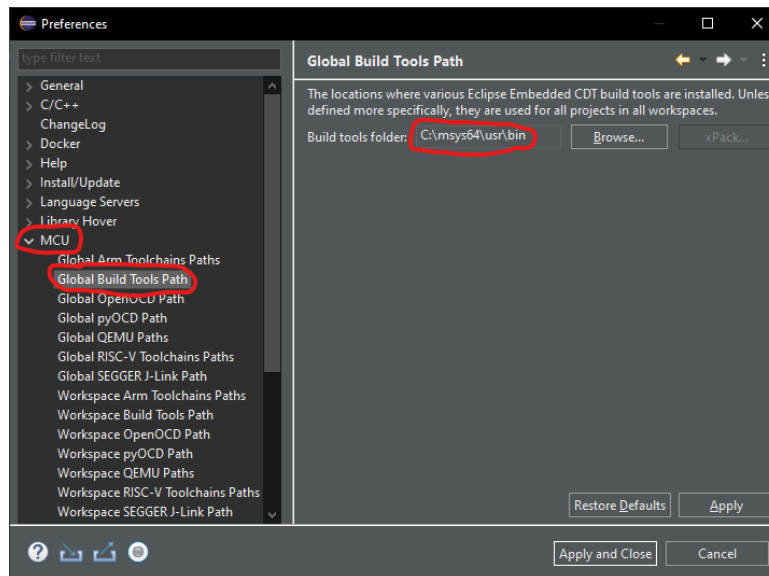 Preferences
type filter text
General
C/C++
ChangeLog
Docker
Help
Install/Update
Language Servers
Library Hover
MCU
Global Arm Toolchains Paths
Global Build Tools Path
Global OpenOCD Path
Global pyOCD Path
Global QEMU Paths
Global RISC-V Toolchains Paths
Global SEGGER J-Link Path
Workspace Arm Toolchains Paths
Workspace Build Tools Path
Workspace OpenOCD Path
Workspace pyOCD Path
Workspace QEMU Paths
Workspace RISC-V Toolchains Paths
Workspace SEGGER J-Link Path
Global Build Tools Path
The locations where various Eclipse Embedded CDT build tools are installed. Unles
defined more specifically, they are used for all projects in all workspaces.
Build tools folder: C:\msys64\usr\bin Browse... xPack...
Restore Defaults Apply
Apply and Close Cancel